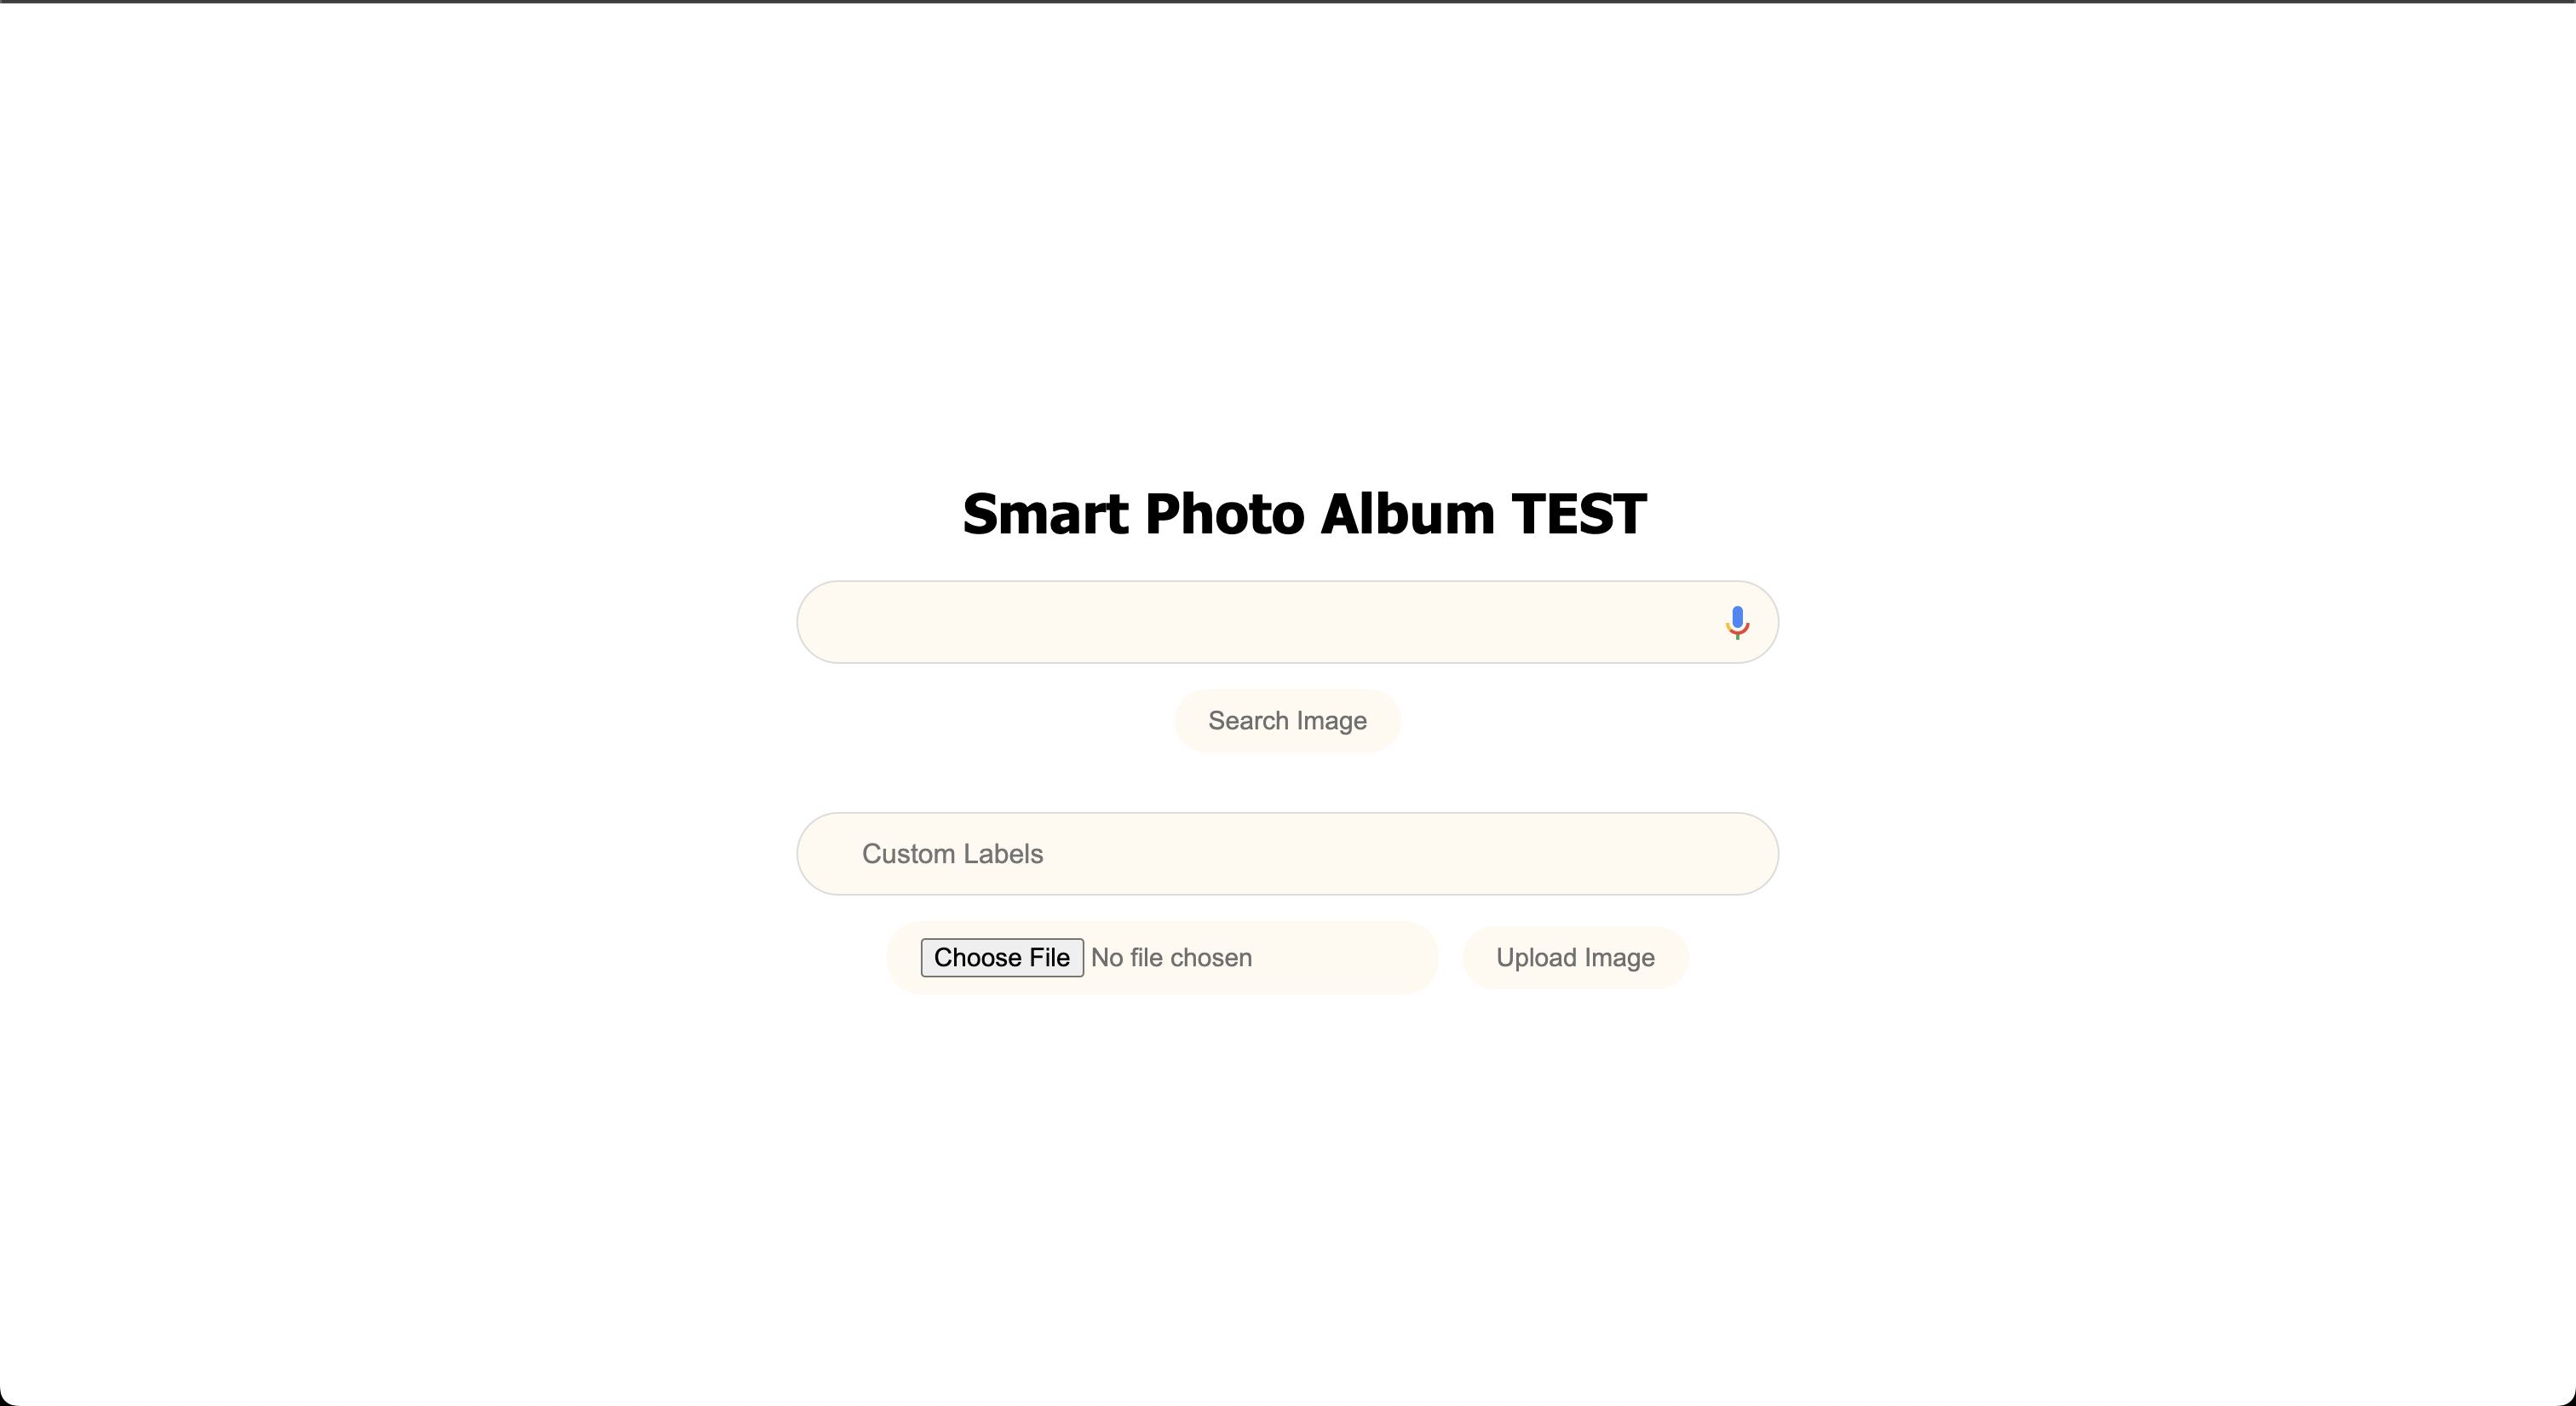 Smart Photo Album TEST
Search Image
Custom Labels
Choose File No file chosen
Upload Image